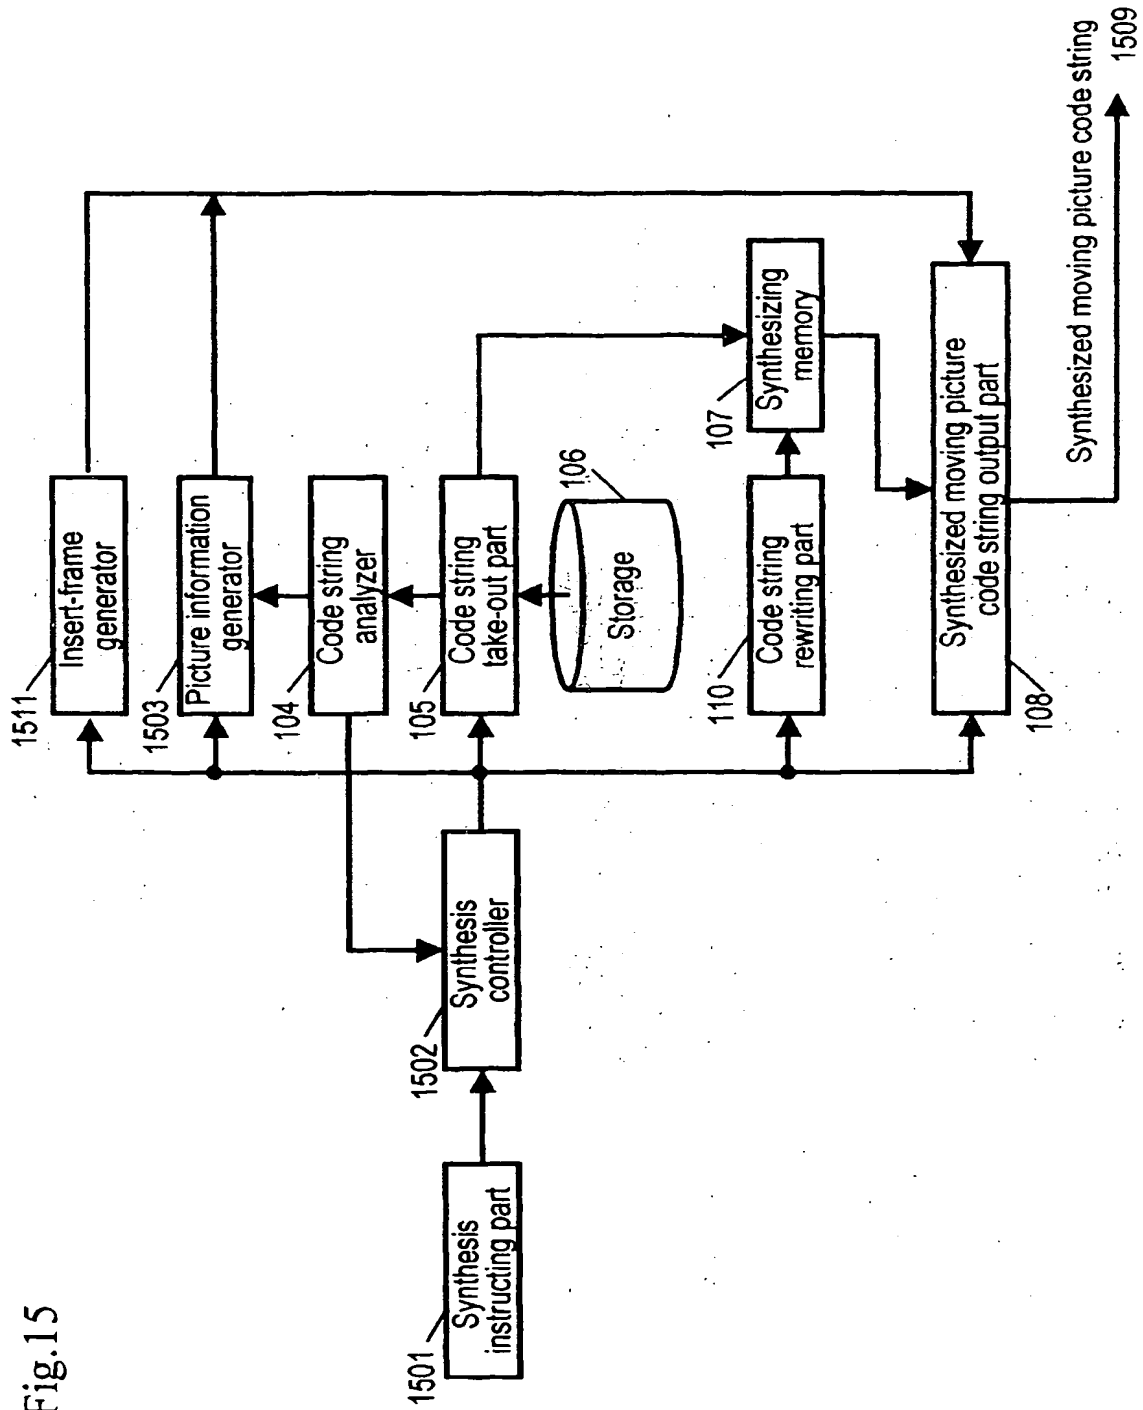 Fig.15
1501
Synthesis
instructing part
1502
Synthesis
controller
1511
Insert-frame
generator
1503
Picture information
generator
104
Code string
analyzer
105
Code string
take-out part
106
Storage
110
Code string
rewriting part
107
Synthesizing
memory
108
Synthesized moving picture
code string output part
Synthesized moving picture code string
1509